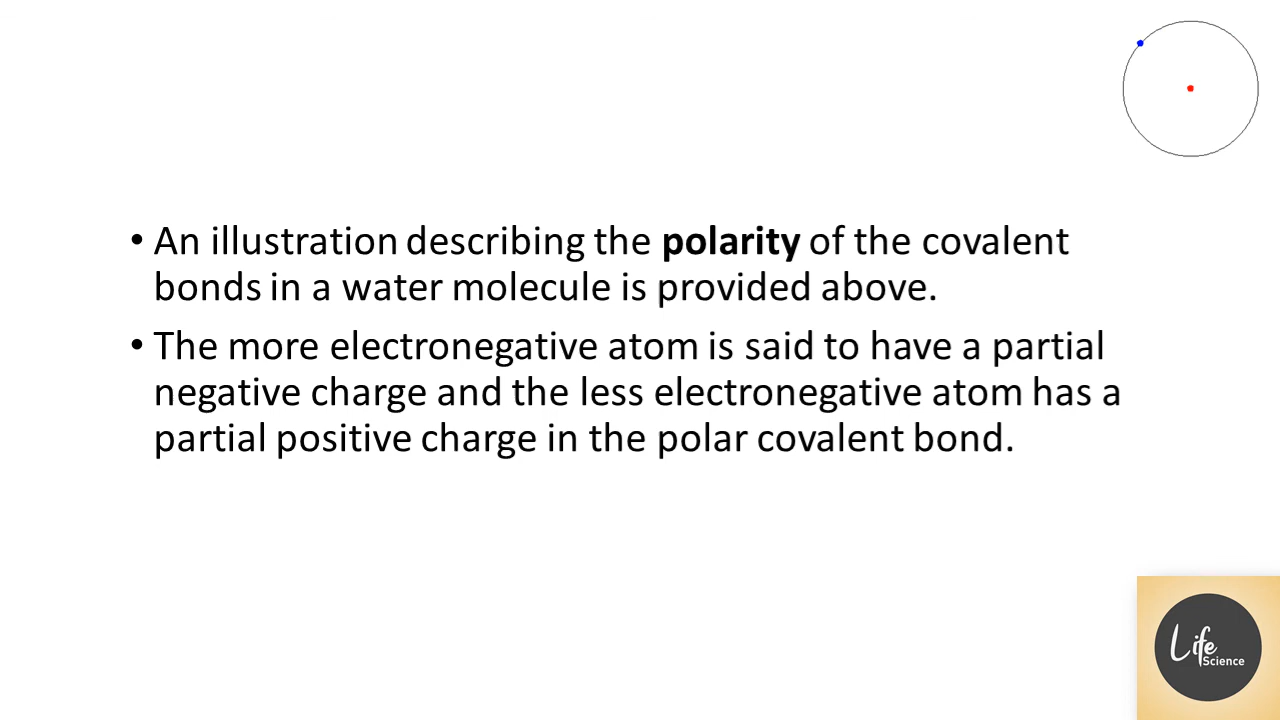 • An illustration describing the polarity of the covalent
bonds in a water molecule is provided above.
• The more electronegative atom is said to have a partial
negative charge and the less electronegative atom has a
partial positive charge in the polar covalent bond.
Life
Science